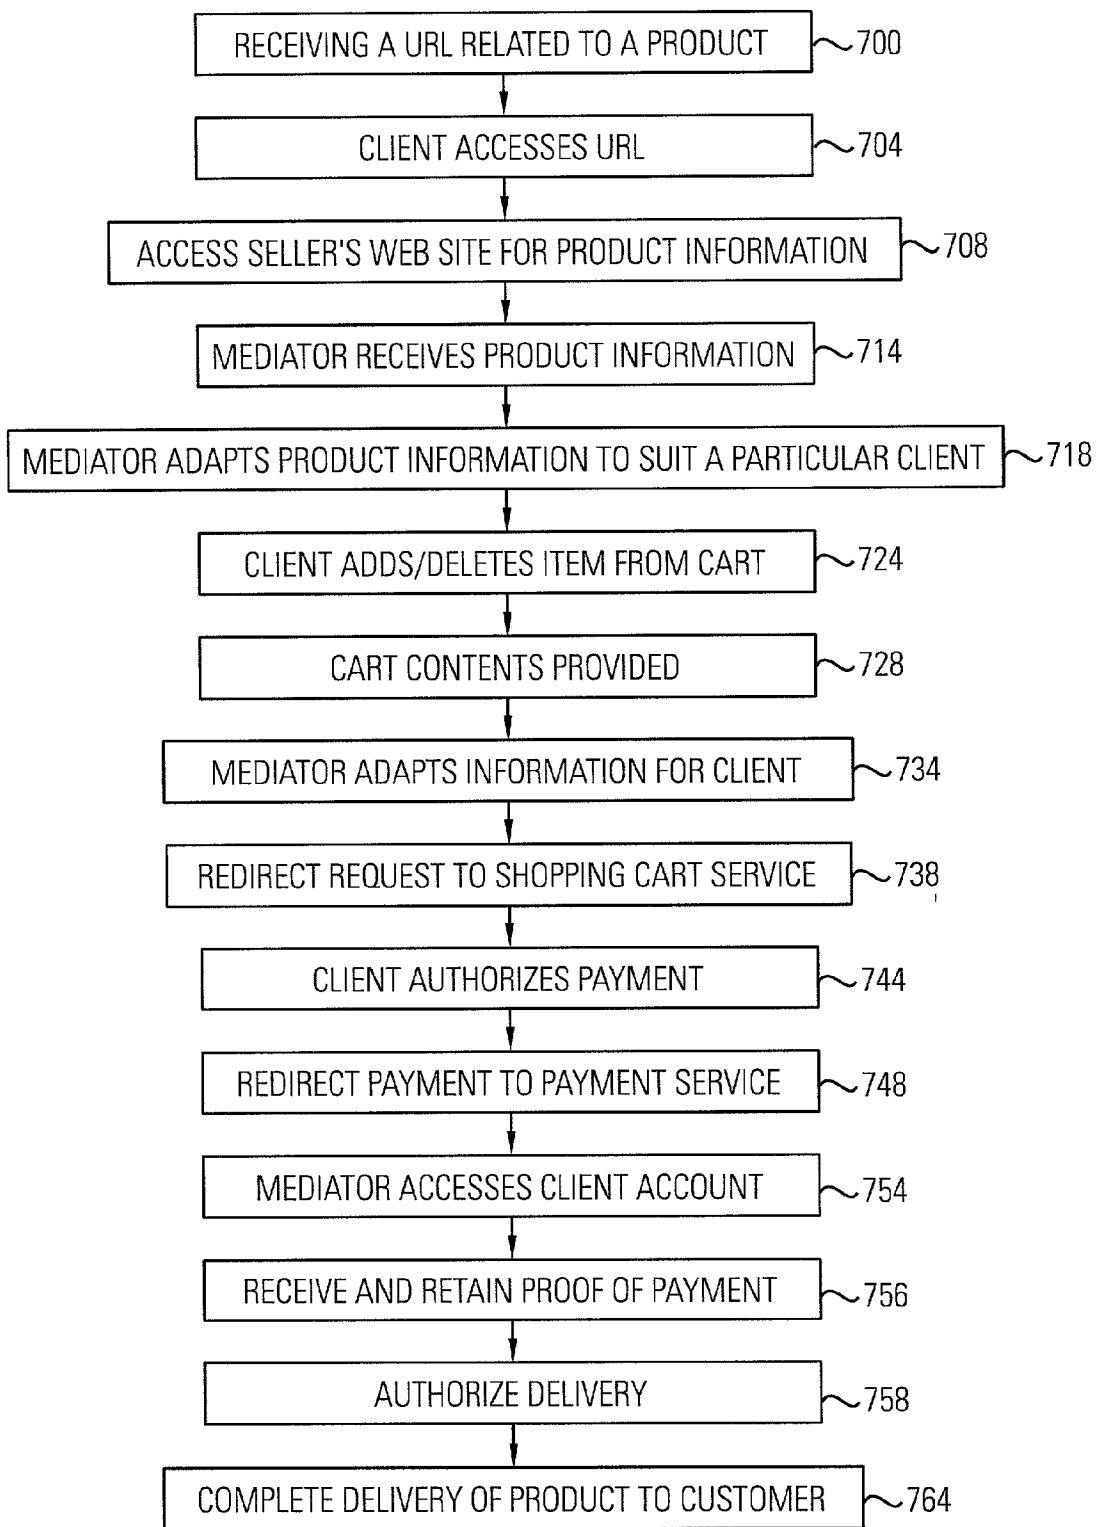 RECEIVING A URL RELATED TO A PRODUCT 700
CLIENT ACCESSES URL 704
ACCESS SELLER'S WEB SITE FOR PRODUCT INFORMATION 708
MEDIATOR RECEIVES PRODUCT INFORMATION 714
MEDIATOR ADAPTS PRODUCT INFORMATION TO SUIT A PARTICULAR CLIENT 718
CLIENT ADDS/DELETES ITEM FROM CART 724
CART CONTENTS PROVIDED 728
MEDIATOR ADAPTS INFORMATION FOR CLIENT 734
REDIRECT REQUEST TO SHOPPING CART SERVICE 738
CLIENT AUTHORIZES PAYMENT 744
REDIRECT PAYMENT TO PAYMENT SERVICE 748
MEDIATOR ACCESSES CLIENT ACCOUNT 754
RECEIVE AND RETAIN PROOF OF PAYMENT 756
AUTHORIZE DELIVERY 758
COMPLETE DELIVERY OF PRODUCT TO CUSTOMER 764